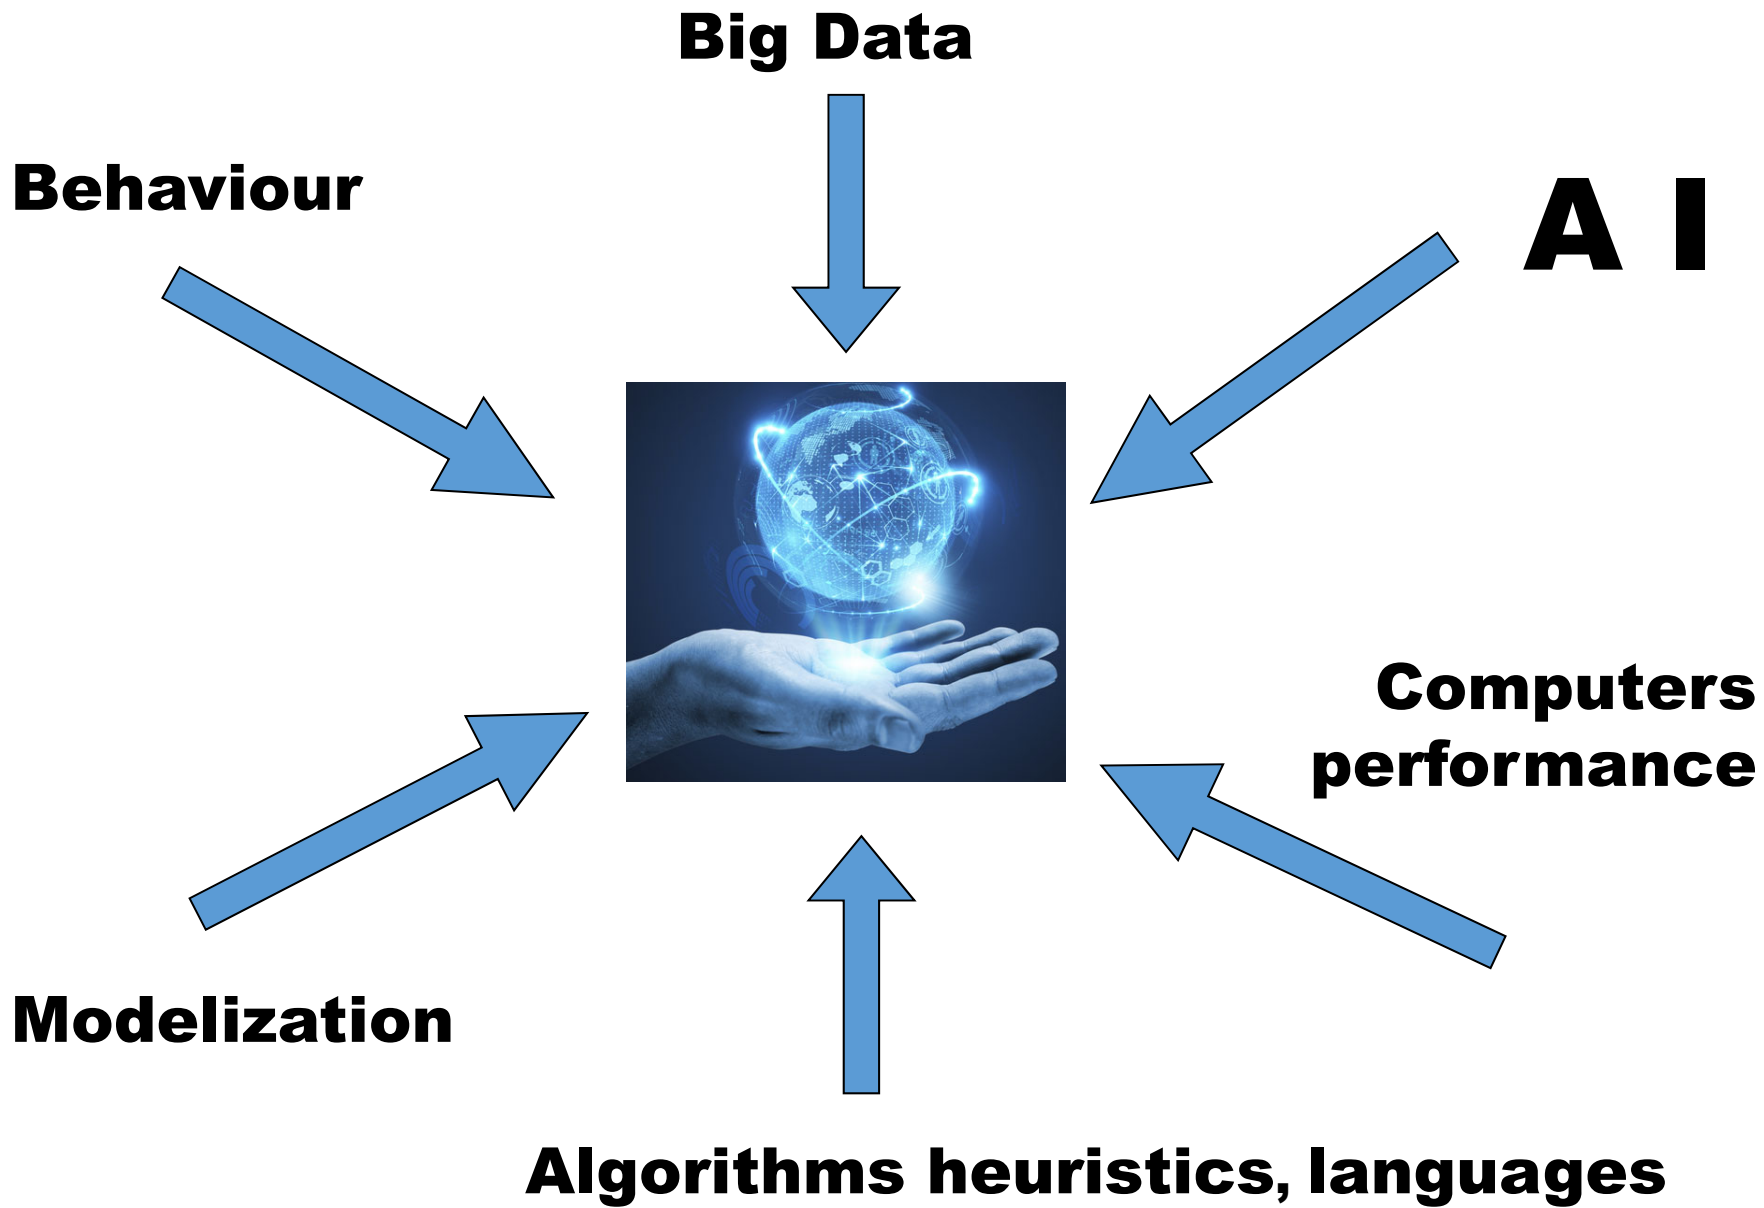 Big Data
Behaviour
A I
Computers
performance
Modelization
Algorithms heuristics, languages